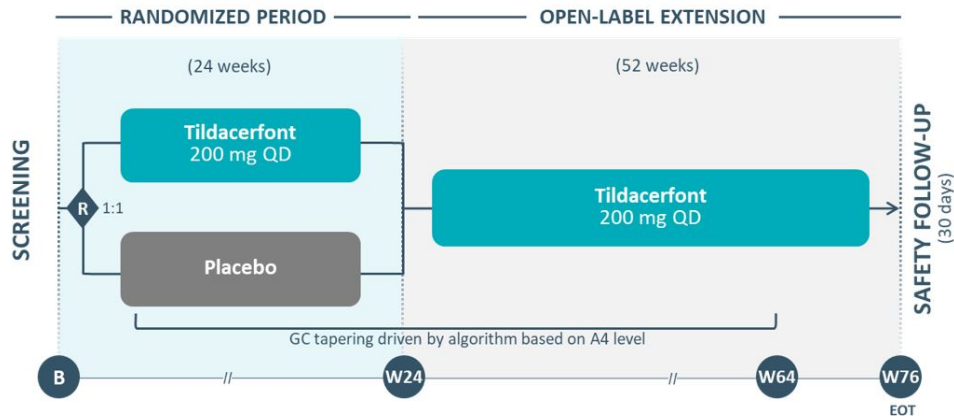 RANDOMIZED PERIOD
OPEN-LABEL EXTENSION
(24 weeks)
(52 weeks)
SCREENING
R
1:1
Tildacerfont
200 mg QD
Placebo
Tildacerfont
200 mg QD
SAFETY FOLLOW-UP
(30 days)
GC tapering driven by algorithm based on A4 level
B
//
W24
//
W64
W76
EOT